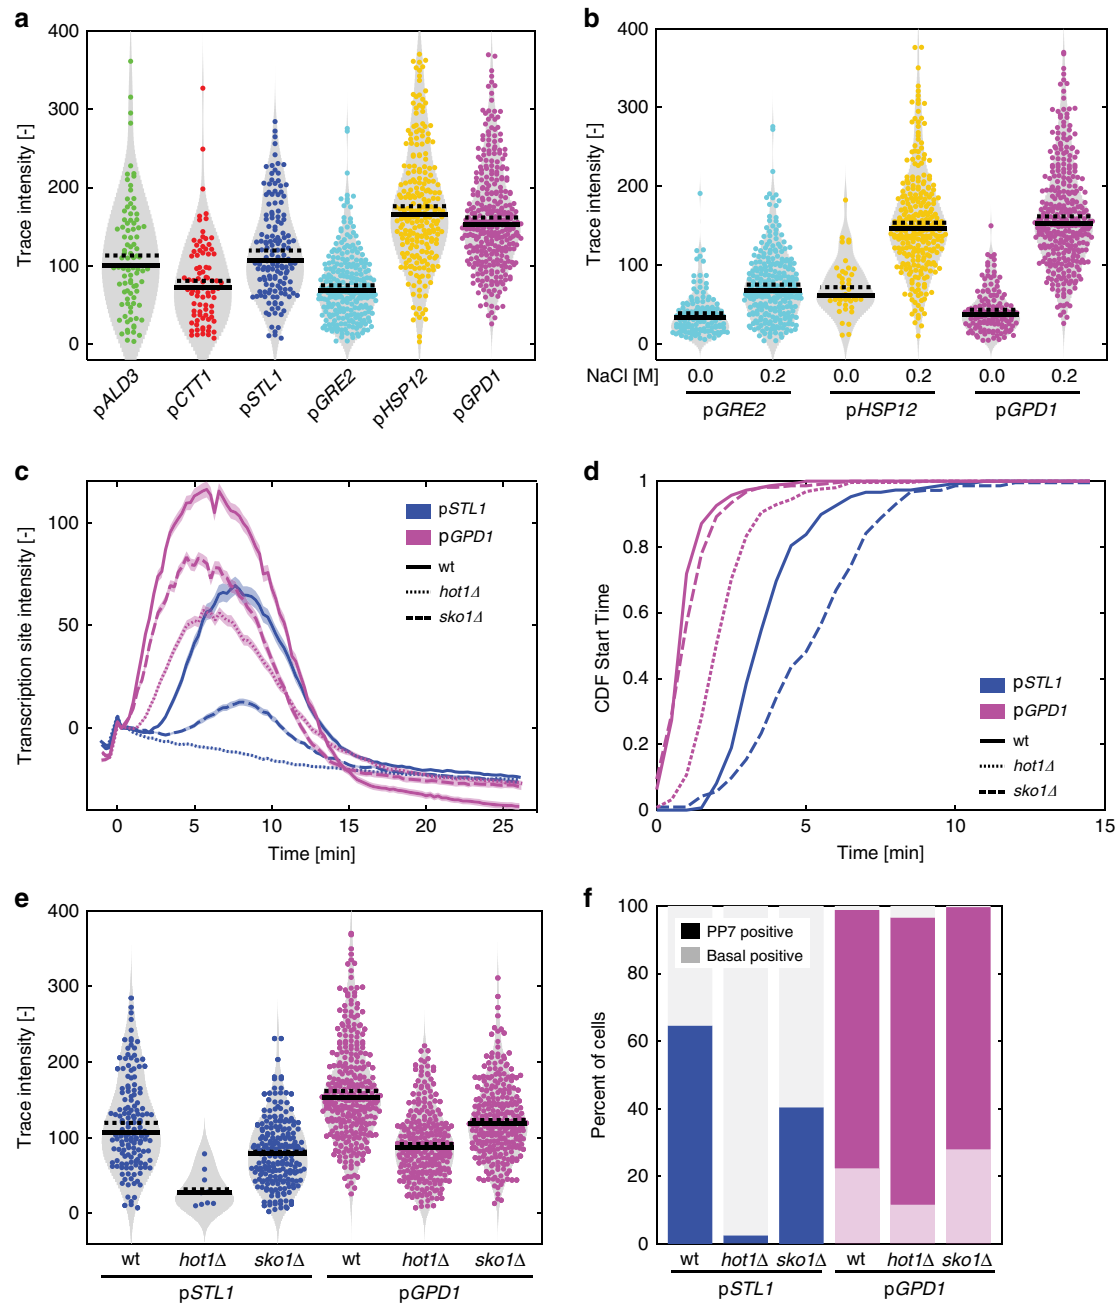 a
400
300
200
100
0
Trace intensity [-]
pALD3
pCTT1
pSTL1
pGRE2
pHSP12
pGPD1
b
400
300
200
100
0
Trace intensity [-]
NaCl [M] 0.0 0.2 0.0 0.2 0.0 0.2
pGRE2 pHSP12 pGPD1
c
100
50
0
Transcription site intensity [-]
pSTL1
pGPD1
wt
hot1Δ
sko1Δ
0 5 10 15 20 25
Time [min]
d
1
0.8
0.6
0.4
0.2
0
CDF Start Time
pSTL1
pGPD1
wt
hot1Δ
sko1Δ
0 5 10 15
Time [min]
e
400
300
200
100
0
Trace intensity [-]
wt hot1Δ sko1Δ wt hot1Δ sko1Δ
pSTL1 pGPD1
f
100
80
60
40
20
0
Percent of cells
PP7 positive
Basal positive
wt hot1Δ sko1Δ wt hot1Δ sko1Δ
pSTL1 pGPD1